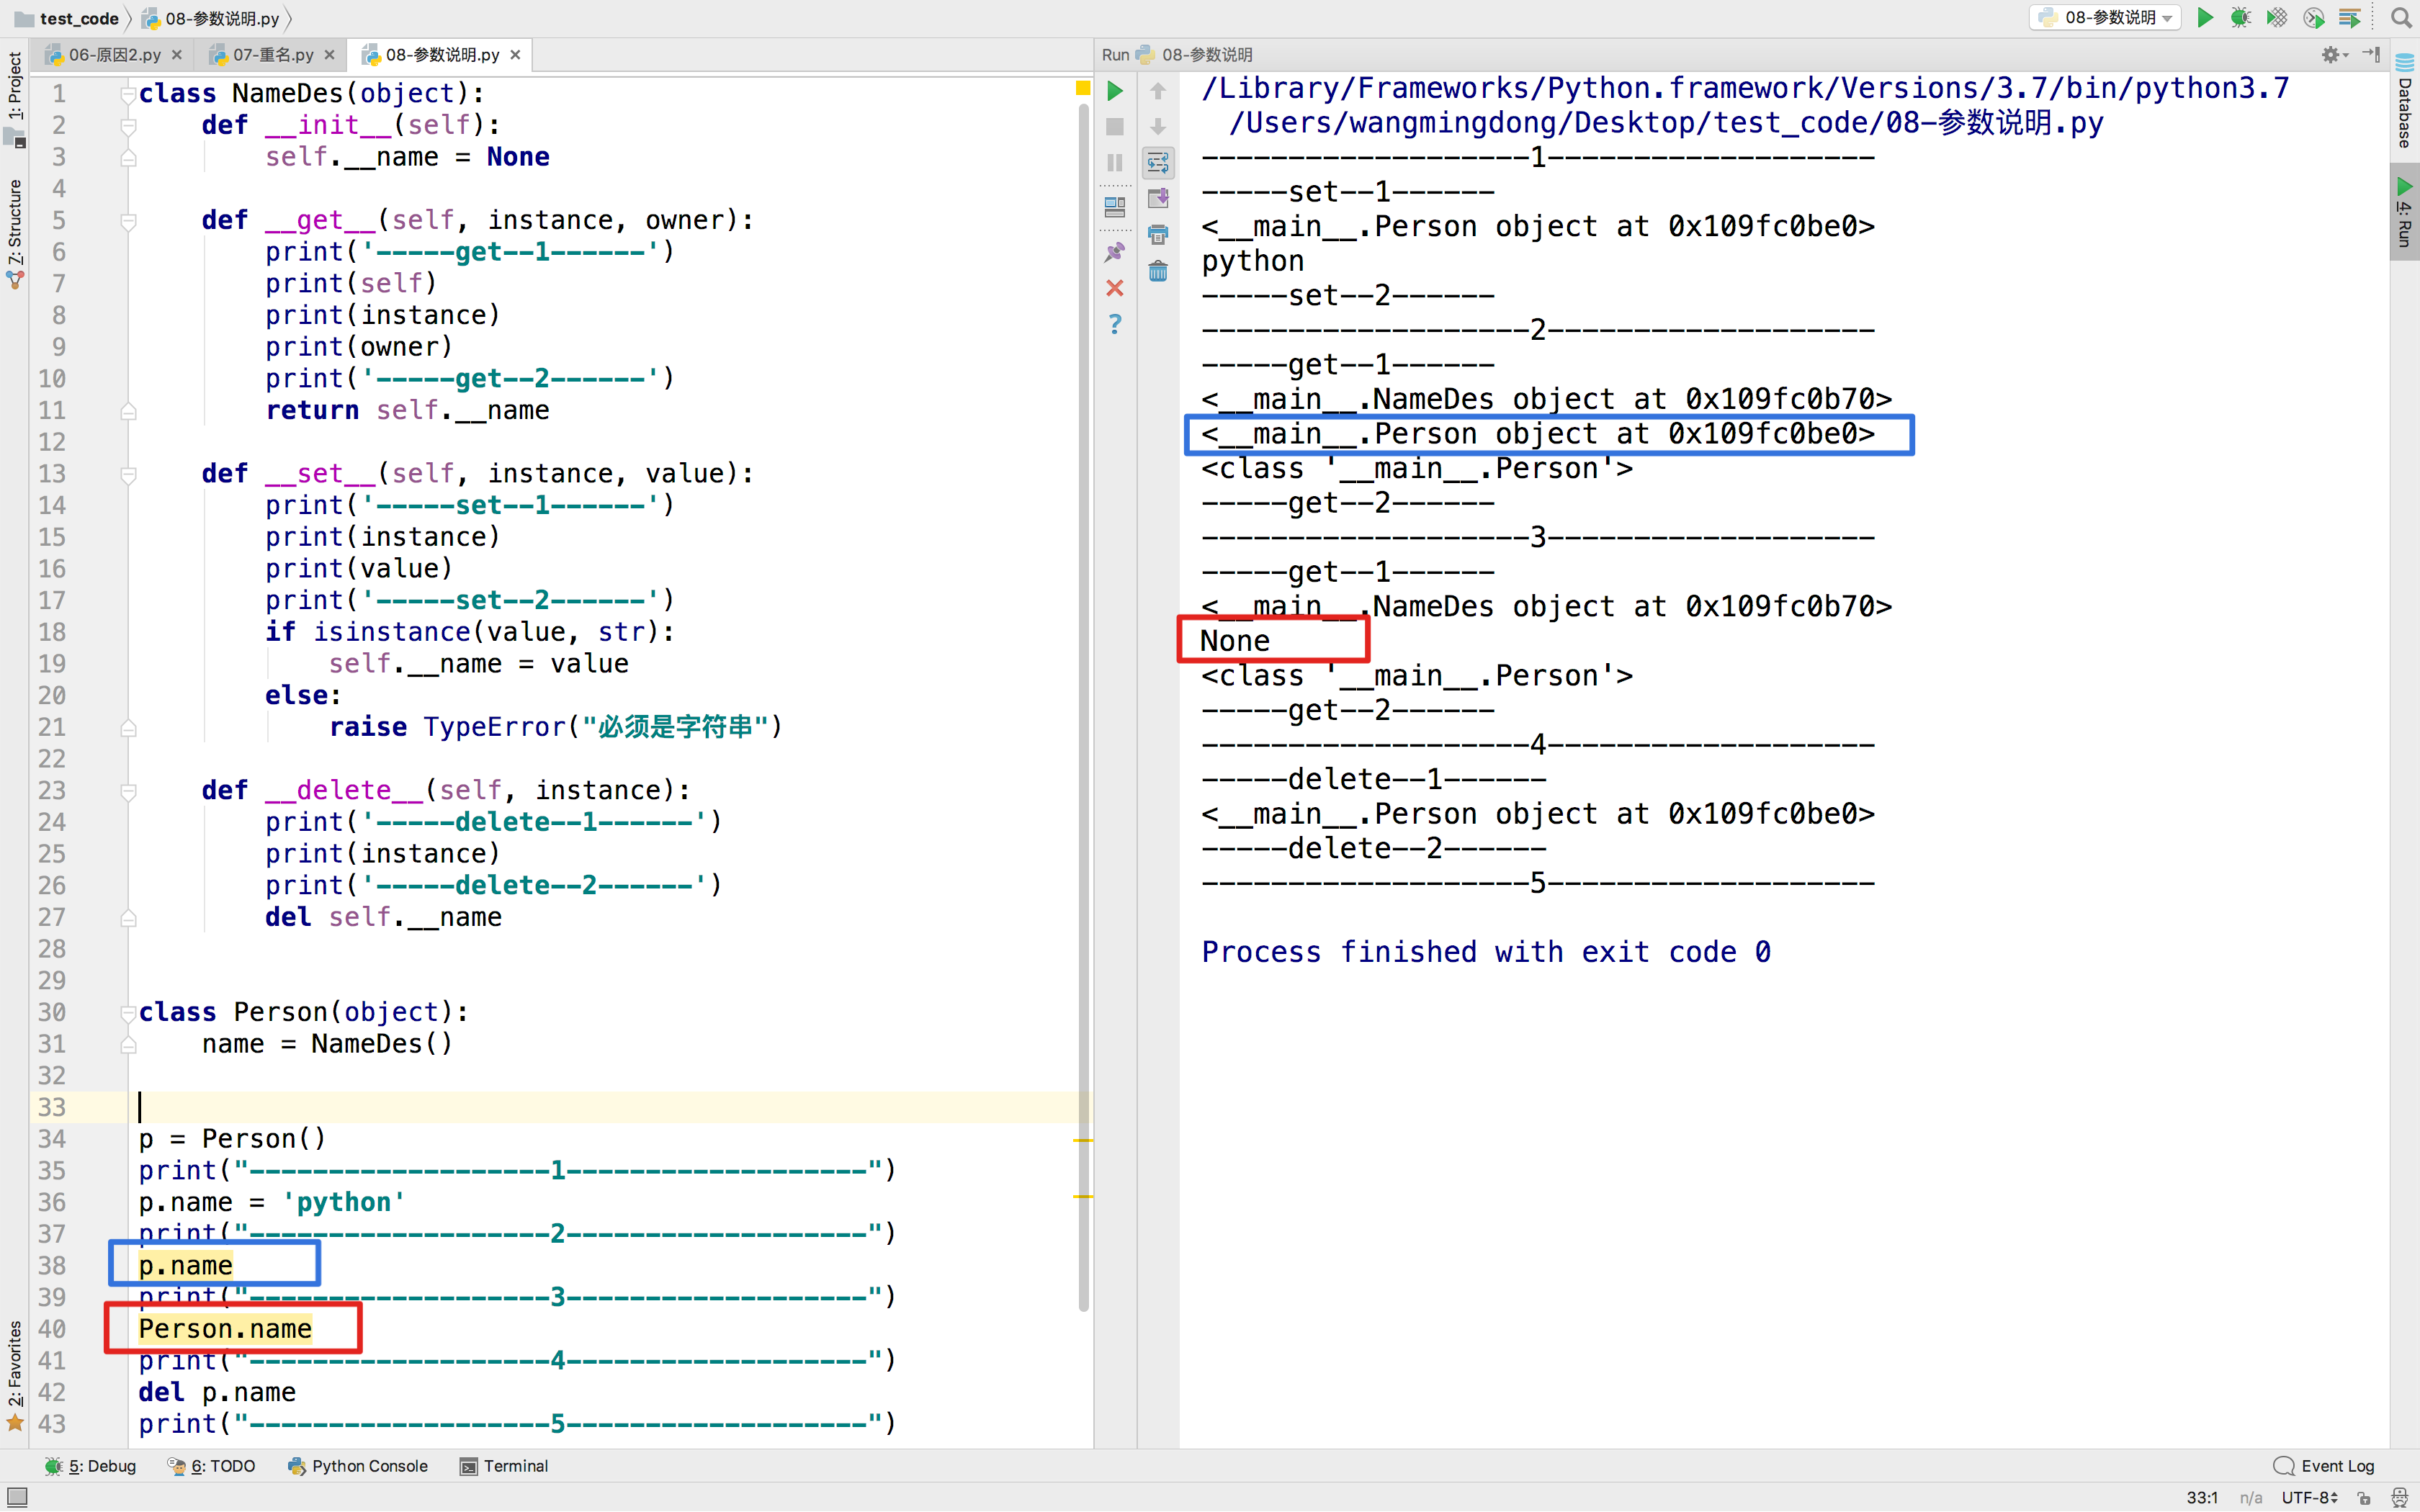 test_code
08-参数说明.py
08-参数说明
06-原因2.py
07-重名.py
08-参数说明.py
Run 08-参数说明
1: Project
7: Structure
2: Favorites
Database
4: Run
1 class NameDes(object):
2     def __init__(self):
3         self.__name = None
4
5     def __get__(self, instance, owner):
6         print('-----get--1------')
7         print(self)
8         print(instance)
9         print(owner)
10         print('-----get--2------')
11         return self.__name
12
13     def __set__(self, instance, value):
14         print('-----set--1------')
15         print(instance)
16         print(value)
17         print('-----set--2------')
18         if isinstance(value, str):
19             self.__name = value
20         else:
21             raise TypeError("必须是字符串")
22
23     def __delete__(self, instance):
24         print('-----delete--1------')
25         print(instance)
26         print('-----delete--2------')
27         del self.__name
28
29
30 class Person(object):
31     name = NameDes()
32
33
34 p = Person()
35 print("-------------------1-------------------")
36 p.name = 'python'
37 print("-------------------2-------------------")
38 p.name
39 print("-------------------3-------------------")
40 Person.name
41 print("-------------------4-------------------")
42 del p.name
43 print("-------------------5-------------------")
/Library/Frameworks/Python.framework/Versions/3.7/bin/python3.7
/Users/wangmingdong/Desktop/test_code/08-参数说明.py
-------------------1-------------------
-----set--1------
<__main__.Person object at 0x109fc0be0>
python
-----set--2------
-------------------2-------------------
-----get--1------
<__main__.NameDes object at 0x109fc0b70>
<__main__.Person object at 0x109fc0be0>
<class '__main__.Person'>
-----get--2------
-------------------3-------------------
-----get--1------
<__main__.NameDes object at 0x109fc0b70>
None
<class '__main__.Person'>
-----get--2------
-------------------4-------------------
-----delete--1------
<__main__.Person object at 0x109fc0be0>
-----delete--2------
-------------------5-------------------
Process finished with exit code 0
5: Debug
6: TODO
Python Console
Terminal
Event Log
33:1
n/a
UTF-8